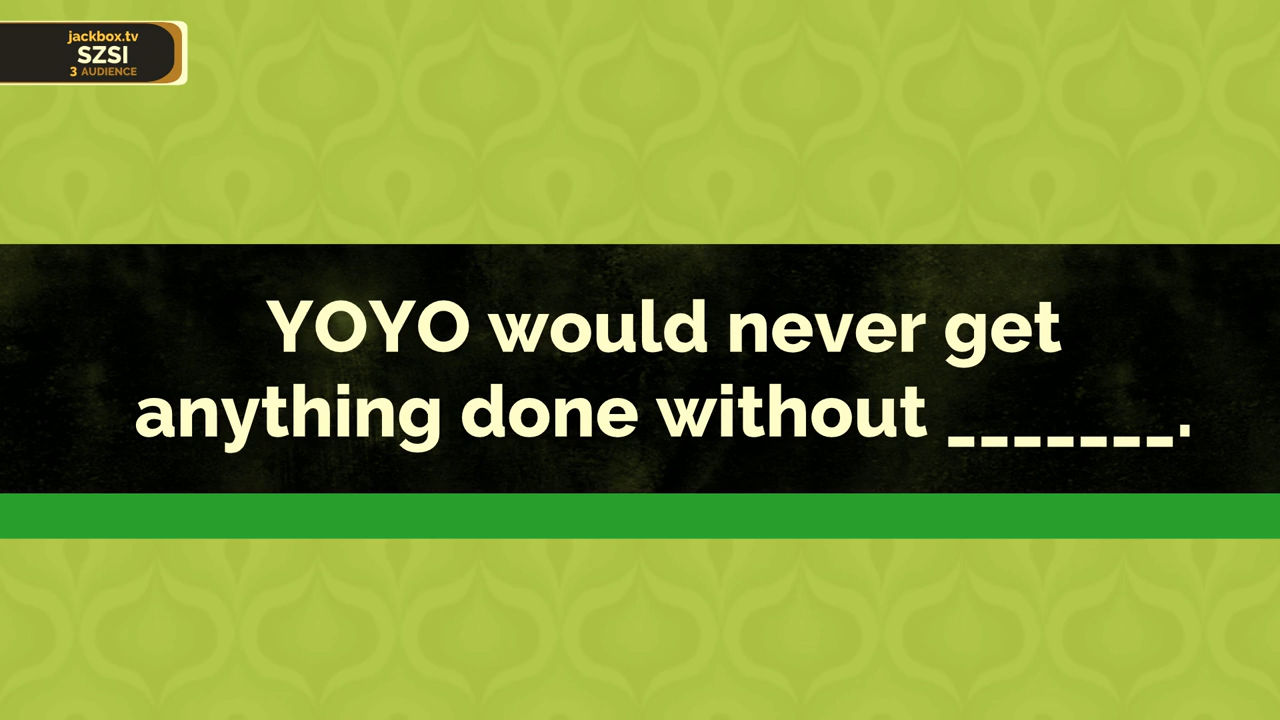 jackbox.tv
SZSI
3 AUDIENCE
YOYO would never get
anything done without _______.